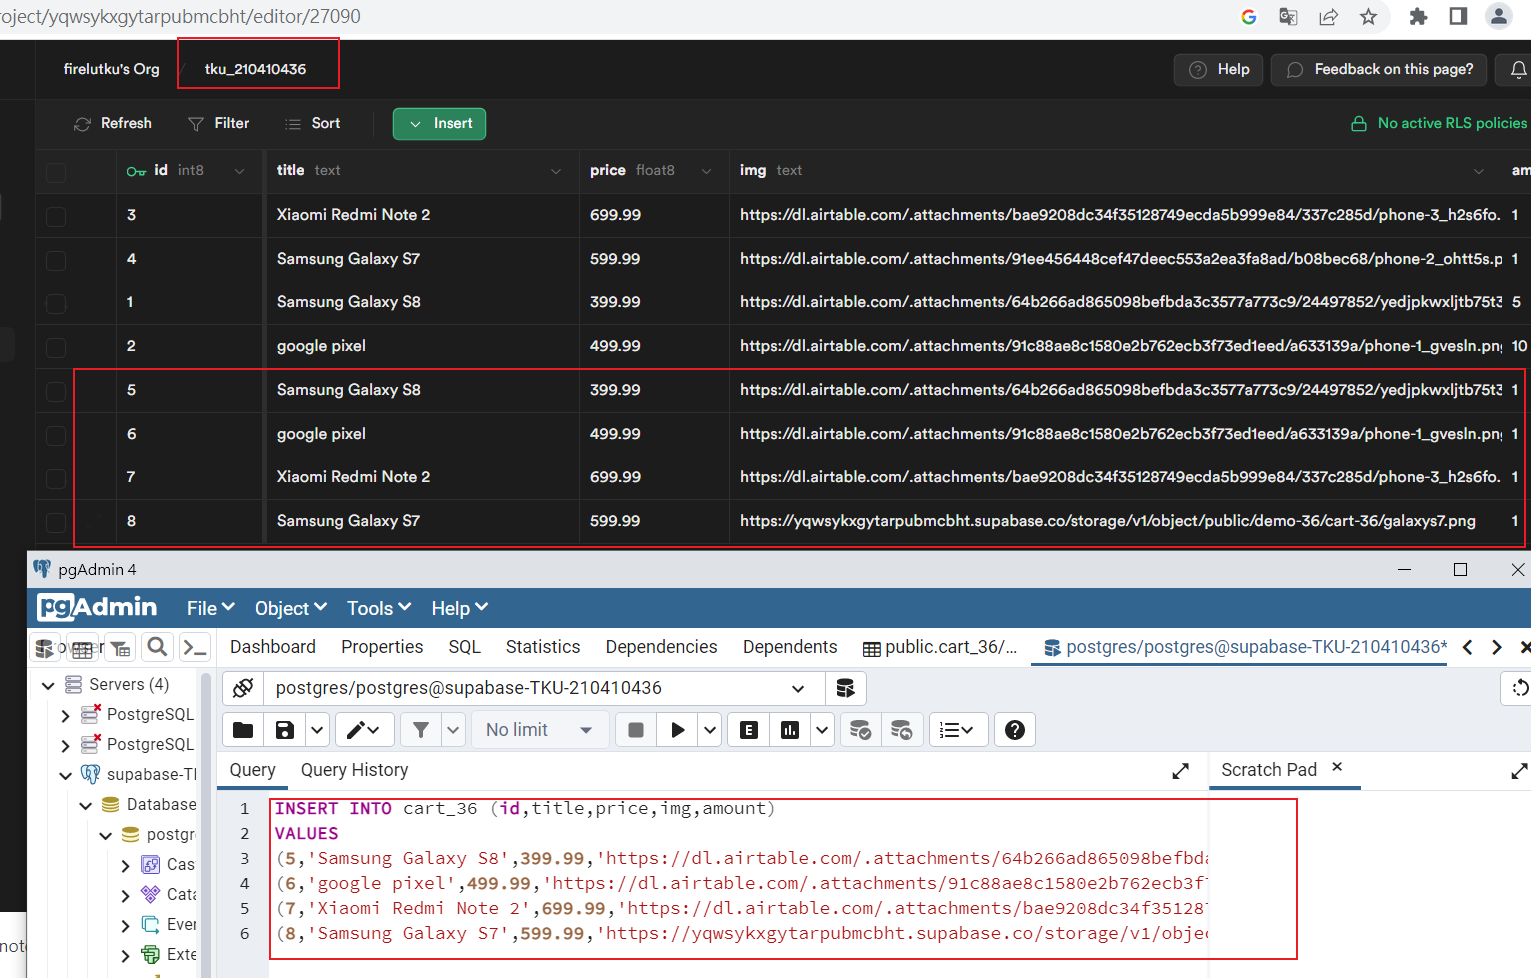 oject/yqwsykxgytarpubmcbht/editor/27090
firelutku's Org / tku_210410436 Help Feedback on this page?
Refresh Filter Sort Insert No active RLS policies
id int8 title text price float8 img text am
3 Xiaomi Redmi Note 2 699.99 https://dl.airtable.com/.attachments/bae9208dc34f35128749ecda5b999e84/337c285d/phone-3_h2s6fo. 1
4 Samsung Galaxy S7 599.99 https://dl.airtable.com/.attachments/91ee456448cef47deec553a2ea3fa8ad/b08bec68/phone-2_ohtt5s.p 1
1 Samsung Galaxy S8 399.99 https://dl.airtable.com/.attachments/64b266ad865098befbda3c3577a773c9/24497852/yedjpkwxljtb75t3 5
2 google pixel 499.99 https://dl.airtable.com/.attachments/91c88ae8c1580e2b762ecb3f73ed1eed/a633139a/phone-1_gvesln.png 10
5 Samsung Galaxy S8 399.99 https://dl.airtable.com/.attachments/64b266ad865098befbda3c3577a773c9/24497852/yedjpkwxljtb75t3 1
6 google pixel 499.99 https://dl.airtable.com/.attachments/91c88ae8c1580e2b762ecb3f73ed1eed/a633139a/phone-1_gvesln.png 1
7 Xiaomi Redmi Note 2 699.99 https://dl.airtable.com/.attachments/bae9208dc34f35128749ecda5b999e84/337c285d/phone-3_h2s6fo. 1
8 Samsung Galaxy S7 599.99 https://yqwsykxgytarpubmcbht.supabase.co/storage/v1/object/public/demo-36/cart-36/galaxys7.png 1
pgAdmin 4
pgAdmin File Object Tools Help
Dashboard Properties SQL Statistics Dependencies Dependents public.cart_36/... postgres/postgres@supabase-TKU-210410436*
Servers (4) postgres/postgres@supabase-TKU-210410436
PostgreSQL No limit
PostgreSQL
supabase-TI Query Query History Scratch Pad
Database
postgr
Cas
Cata
Ever
Exte
note
1 INSERT INTO cart_36 (id,title,price,img,amount)
2 VALUES
3 (5,'Samsung Galaxy S8',399.99,'https://dl.airtable.com/.attachments/64b266ad865098befbda
4 (6,'google pixel',499.99,'https://dl.airtable.com/.attachments/91c88ae8c1580e2b762ecb3f7
5 (7,'Xiaomi Redmi Note 2',699.99,'https://dl.airtable.com/.attachments/bae9208dc34f351287
6 (8,'Samsung Galaxy S7',599.99,'https://yqwsykxgytarpubmcbht.supabase.co/storage/v1/objec